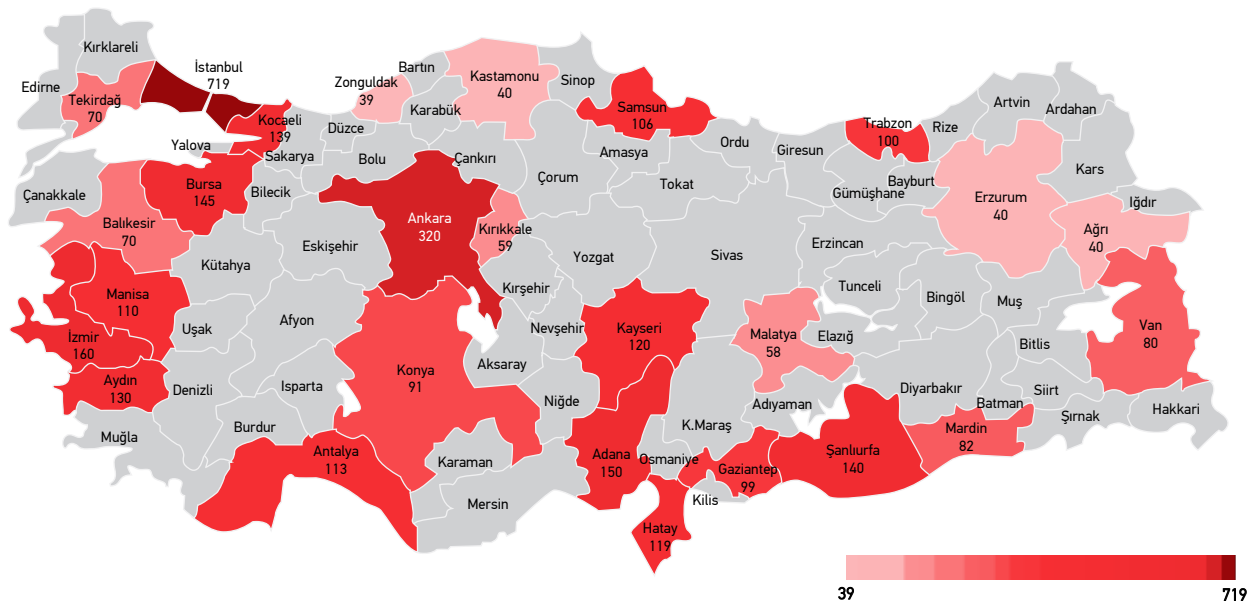 Kırklareli
İstanbul
719
Edirne
Tekirdağ
70
Kocaeli
139
Yalova
Sakarya
Düzce
Zonguldak
39
Bartın
Karabük
Kastamonu
40
Sinop
Samsun
106
Bolu
Çankırı
Çorum
Amasya
Tokat
Ordu
Giresun
Trabzon
100
Rize
Artvin
Ardahan
Gümüşhane
Bayburt
Erzurum
40
Kars
Iğdır
Ağrı
40
Çanakkale
Bursa
145
Bilecik
Balıkesir
70
Kütahya
Eskişehir
Ankara
320
Kırıkkale
59
Kırşehir
Yozgat
Sivas
Erzincan
Tunceli
Bingöl
Muş
Van
80
Bitlis
Manisa
110
İzmir
160
Uşak
Afyon
Aydın
130
Denizli
Isparta
Burdur
Muğla
Antalya
113
Konya
91
Aksaray
Nevşehir
Niğde
Kayseri
120
Malatya
58
Elazığ
Adıyaman
K.Maraş
Diyarbakır
Batman
Siirt
Şırnak
Hakkari
Mardin
82
Şanlıurfa
140
Gaziantep
99
Kilis
Osmaniye
Adana
150
Hatay
119
Karaman
Mersin
39
719